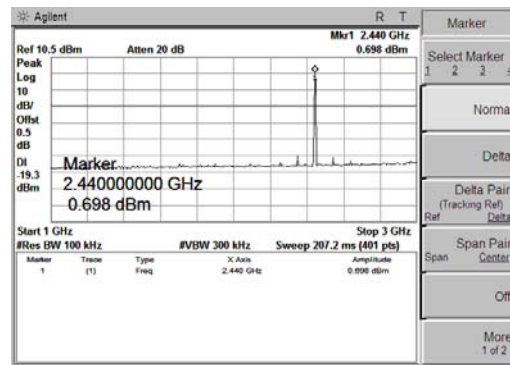 Agilent R T
Mkr1 2.440 GHz
Ref 10.5 dBm Atten 20 dB 0.698 dBm
Peak
Log
10
dB/
Offst
0.5
dB
DI
-19.3
dBm
Marker
2.440000000 GHz
0.698 dBm
Start 1 GHz Stop 3 GHz
#Res BW 100 kHz #VBW 300 kHz Sweep 207.2 ms (401 pts)
Marker Trace Type X Axis Amplitude
1 (1) Freq 2.440 GHz 0.698 dBm
Marker
Select Marker
1 2 3 4
Norma
Delta
Delta Pair
(Tracking Ref)
Ref Delta
Span Pair
Span Center
Off
More
1 of 2